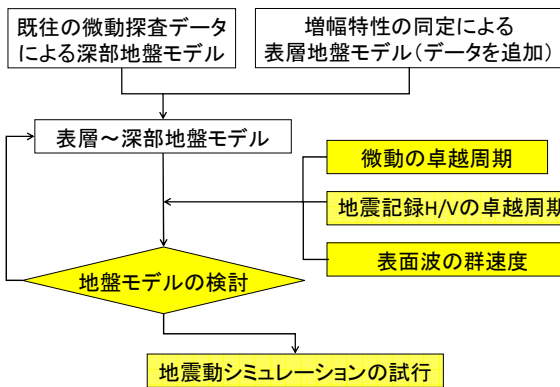 既往の微動探査データ
による深部地盤モデル
増幅特性の同定による
表層地盤モデル(データを追加)
表層～深部地盤モデル
微動の卓越周期
地震記録H/Vの卓越周期
表面波の群速度
地盤モデルの検討
地震動シミュレーションの試行